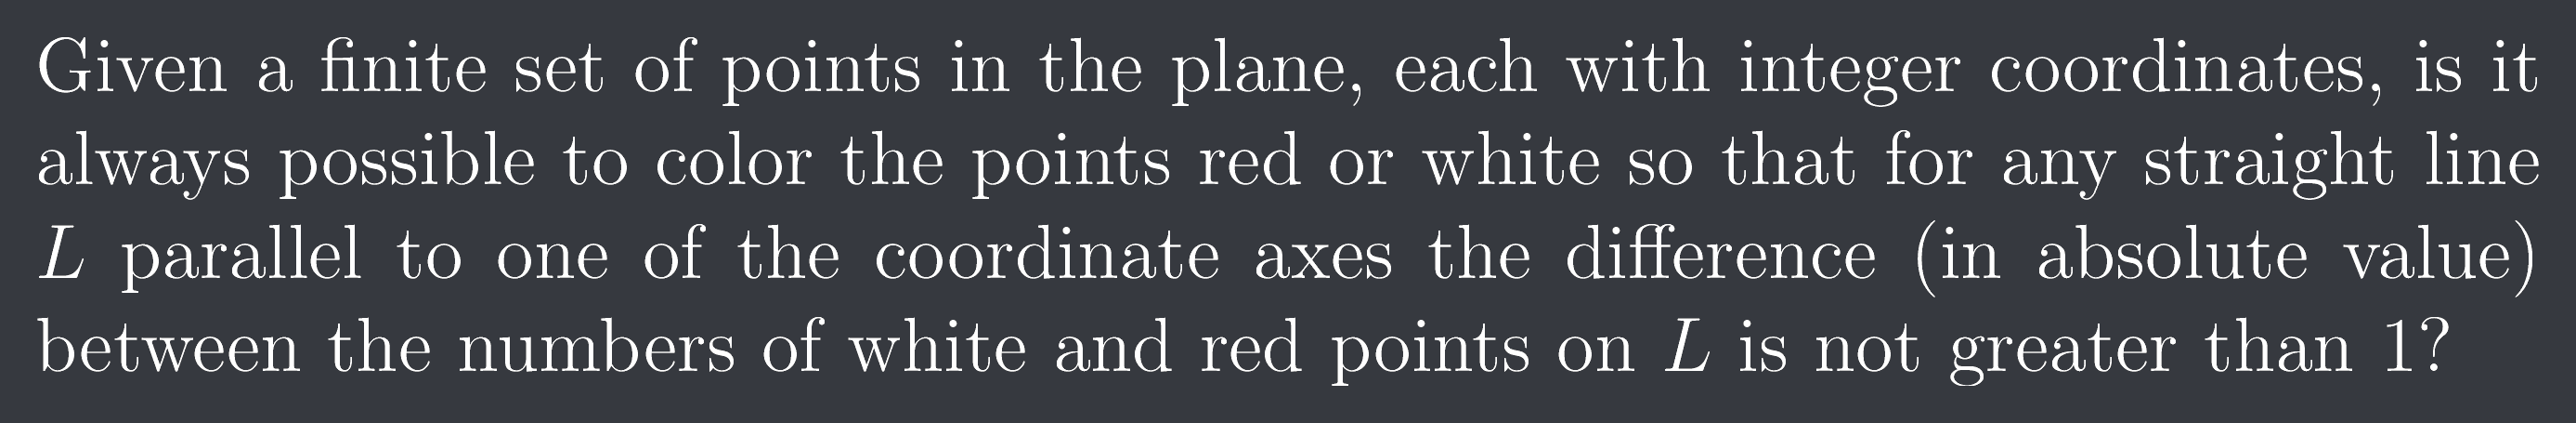 Given a finite set of points in the plane, each with integer coordinates, is it
always possible to color the points red or white so that for any straight line
L parallel to one of the coordinate axes the difference (in absolute value)
between the numbers of white and red points on L is not greater than 1?